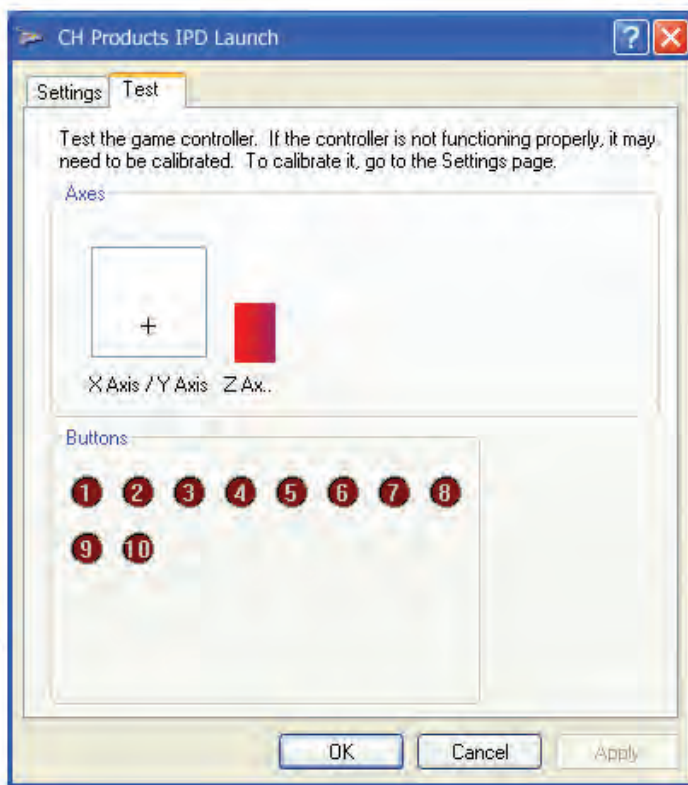 CH Products IPD Launch
?
Settings Test
Test the game controller. If the controller is not functioning properly, it may
need to be calibrated. To calibrate it, go to the Settings page.
Axes
X Axis / Y Axis Z Ax..
Buttons
1 2 3 4 5 6 7 8
9 10
OK Cancel Apply